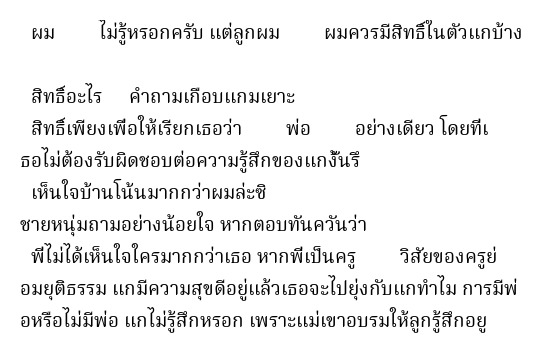 ผม ไม่รู้หรอกครับ แต่ลูกผม ผมควรมีสิทธิ์ในตัวแกบ้าง
สิทธิ์อะไร คำถามเกือบแกมเยาะ
สิทธิ์เพียงเพื่อให้เรียกเธอว่า พ่อ อย่างเดียว โดยที่เ
ธอไม่ต้องรับผิดชอบต่อความรู้สึกของแกงั้นรึ
เห็นใจบ้านโน้นมากกว่าผมล่ะซิ
ชายหนุ่มถามอย่างน้อยใจ หากตอบทันควันว่า
พี่ไม่ได้เห็นใจใครมากกว่าเธอ หากพี่เป็นครู วิสัยของครูย่
อมยุติธรรม แกมีความสุขดีอยู่แล้วเธอจะไปยุ่งกับแกทำไม การมีพ่
อหรือไม่มีพ่อ แกไม่รู้สึกหรอก เพราะแม่เขาอบรมให้ลูกรู้สึกอยู